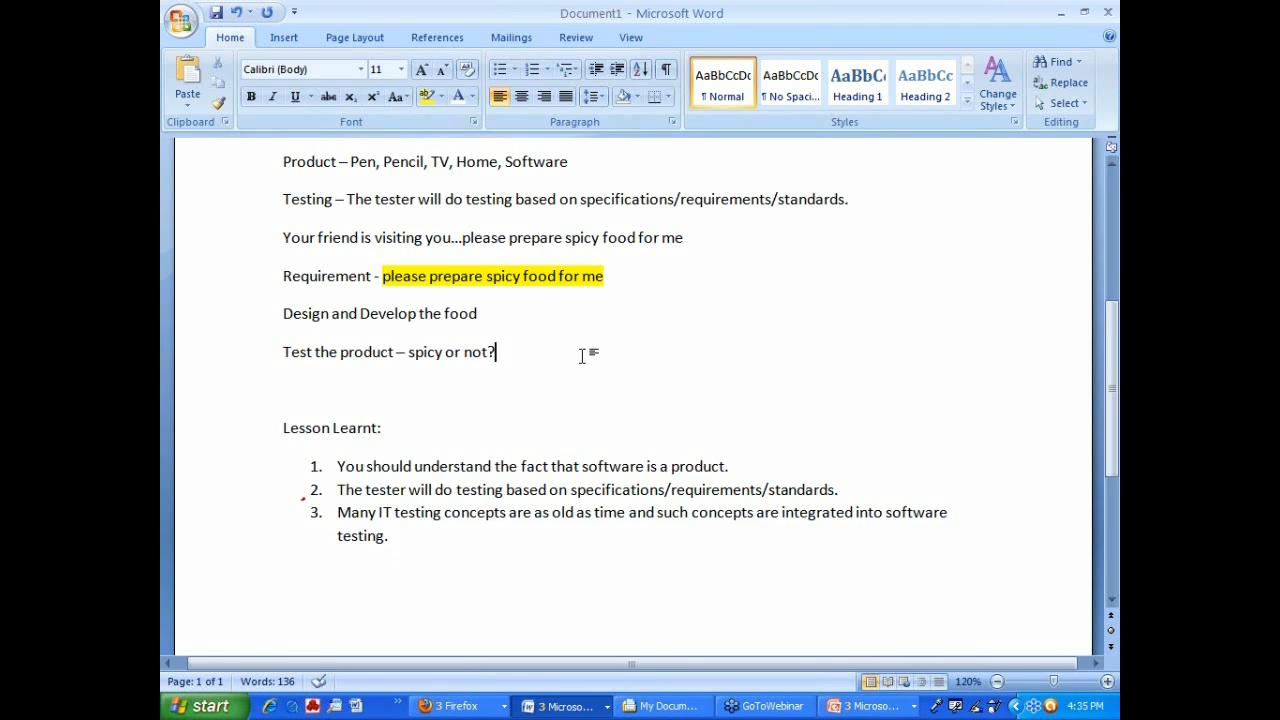 Document1 - Microsoft Word
Home Insert Page Layout References Mailings Review View
Calibri (Body) 11
Paste
B I U abc x₂ x² Aa
AaBbCcDc AaBbCcDc AaBbC AaBbCc
¶ Normal ¶ No Spaci... Heading 1 Heading 2
Change Styles
Find
Replace
Select
Clipboard Font Paragraph Styles Editing
Product – Pen, Pencil, TV, Home, Software
Testing – The tester will do testing based on specifications/requirements/standards.
Your friend is visiting you...please prepare spicy food for me
Requirement - please prepare spicy food for me
Design and Develop the food
Test the product – spicy or not?
Lesson Learnt:
1. You should understand the fact that software is a product.
2. The tester will do testing based on specifications/requirements/standards.
3. Many IT testing concepts are as old as time and such concepts are integrated into software
testing.
Page: 1 of 1 Words: 136 120%
start 3 Firefox 3 Microso... My Docum... GoToWebinar 3 Microso... 4:35 PM